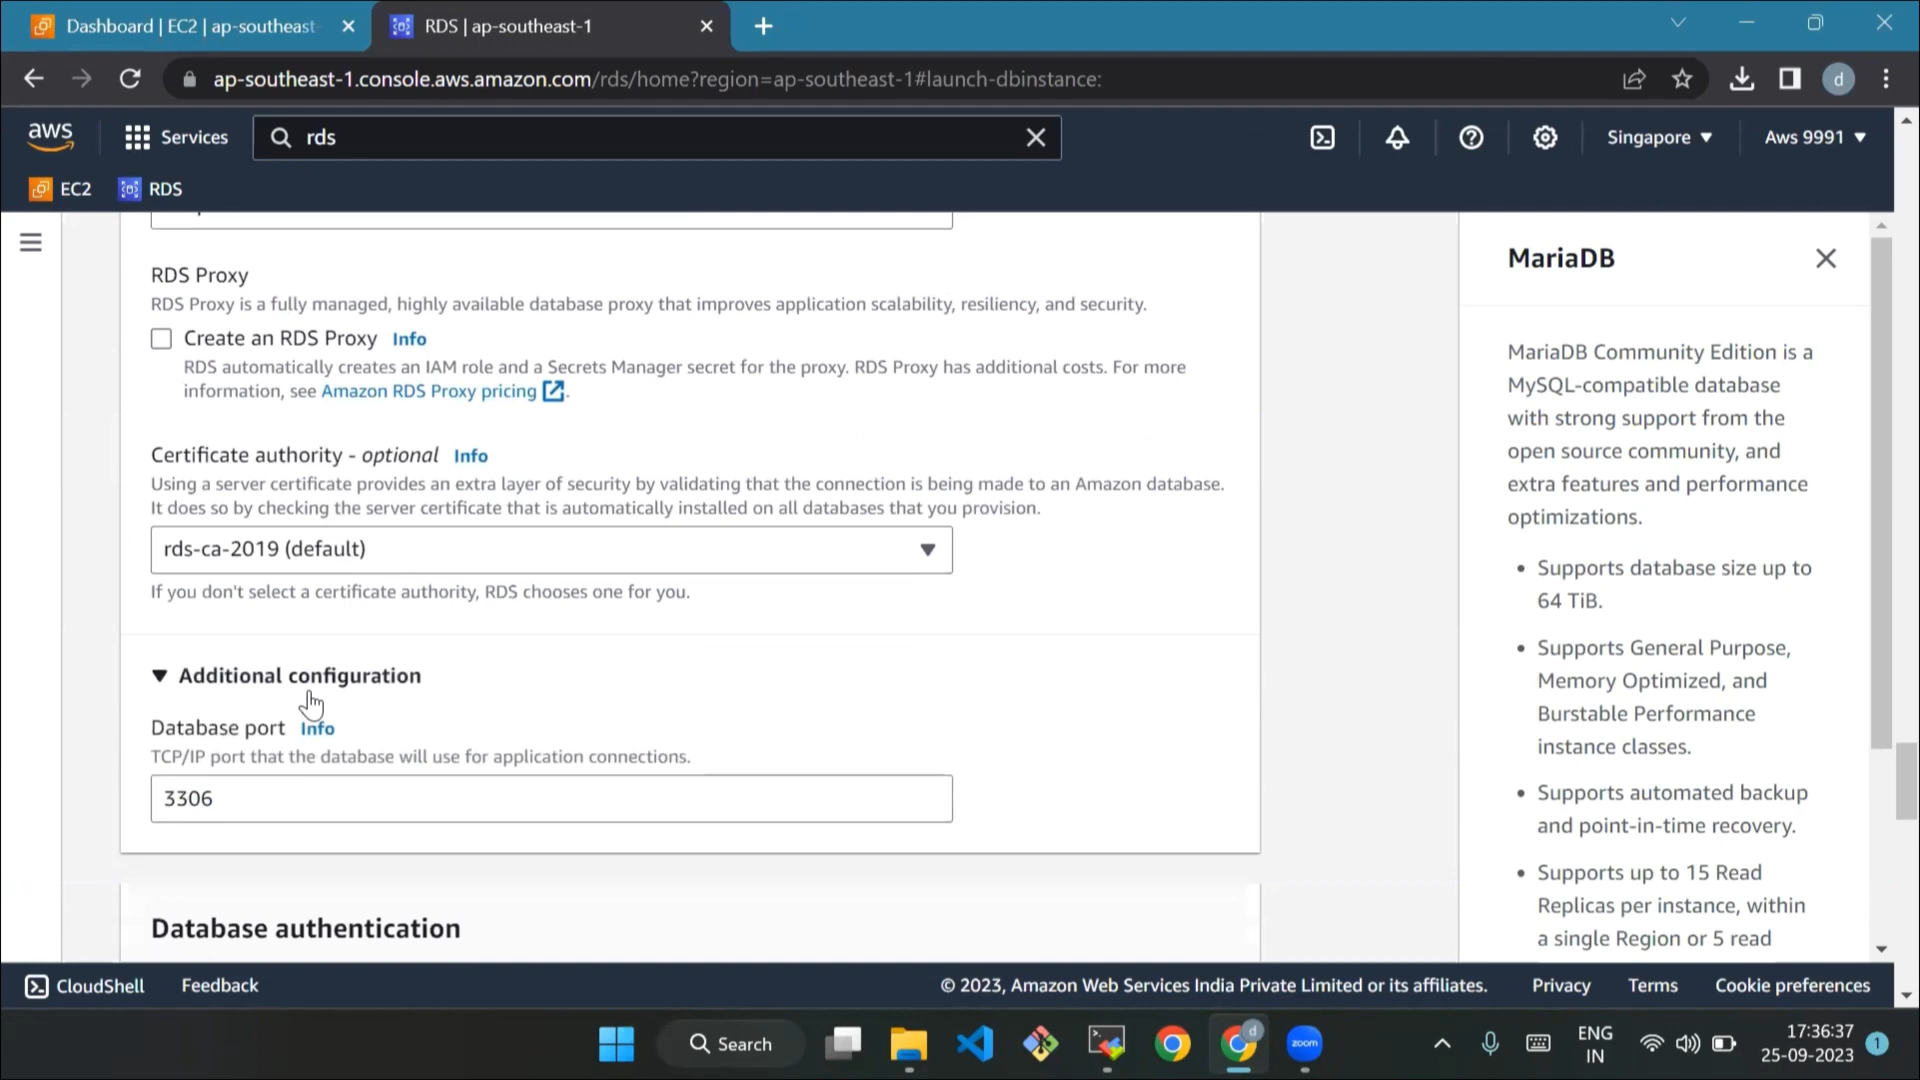 Dashboard | EC2 | ap-southeast-
RDS | ap-southeast-1
ap-southeast-1.console.aws.amazon.com/rds/home?region=ap-southeast-1#launch-dbinstance:
d
aws
Services
rds
Singapore
Aws 9991
EC2
RDS
RDS Proxy
RDS Proxy is a fully managed, highly available database proxy that improves application scalability, resiliency, and security.
Create an RDS Proxy Info
RDS automatically creates an IAM role and a Secrets Manager secret for the proxy. RDS Proxy has additional costs. For more
information, see Amazon RDS Proxy pricing.
Certificate authority - optional Info
Using a server certificate provides an extra layer of security by validating that the connection is being made to an Amazon database.
It does so by checking the server certificate that is automatically installed on all databases that you provision.
rds-ca-2019 (default)
If you don't select a certificate authority, RDS chooses one for you.
Additional configuration
Database port Info
TCP/IP port that the database will use for application connections.
3306
Database authentication
MariaDB
MariaDB Community Edition is a
MySQL-compatible database
with strong support from the
open source community, and
extra features and performance
optimizations.
• Supports database size up to
64 TiB.
• Supports General Purpose,
Memory Optimized, and
Burstable Performance
instance classes.
• Supports automated backup
and point-in-time recovery.
• Supports up to 15 Read
Replicas per instance, within
a single Region or 5 read
CloudShell
Feedback
© 2023, Amazon Web Services India Private Limited or its affiliates.
Privacy
Terms
Cookie preferences
Search
d
zoom
ENG
IN
17:36:37
25-09-2023
1